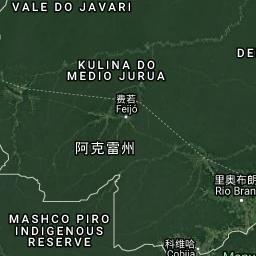 VALE DO JAVARI
KULINA DO
MEDIO JURUA
DE
费若
Feijó
阿克雷州
里奥布朗
Rio Bran
MASHCO PIRO
INDIGENOUS
RESERVE
科维哈
Cobija
Manu